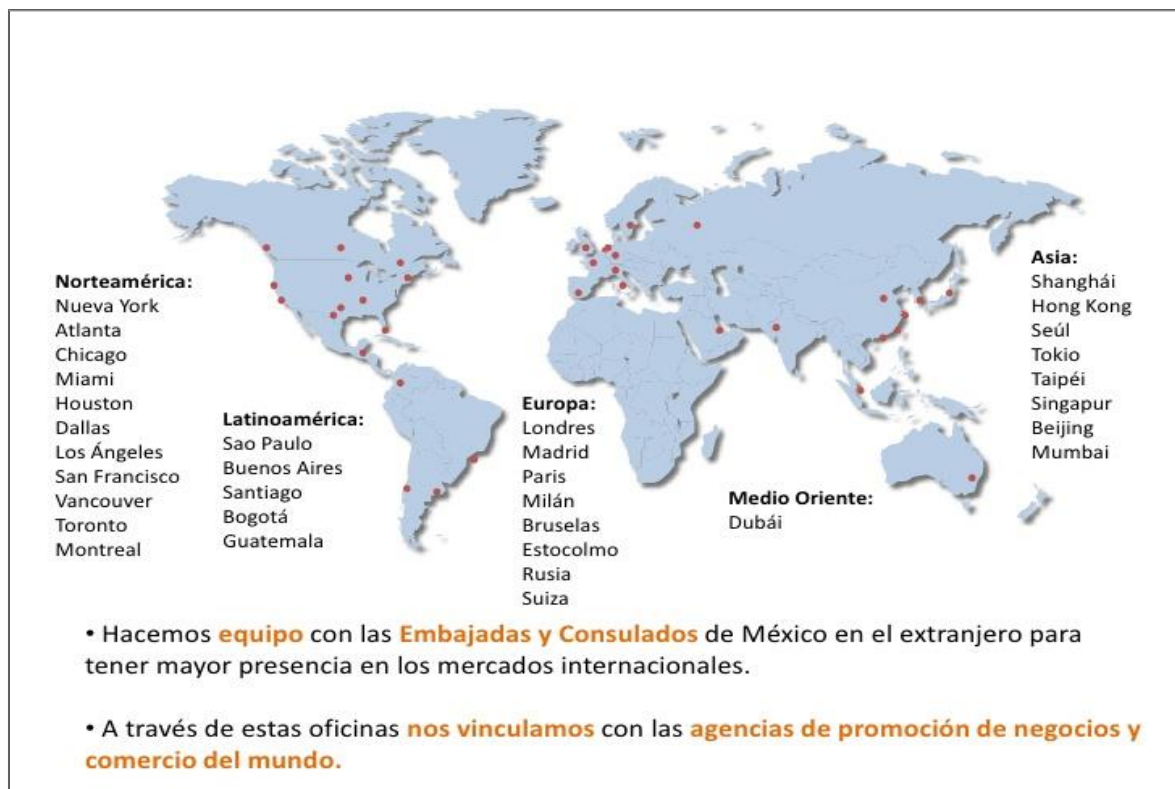 Norteamérica:
Nueva York
Atlanta
Chicago
Miami
Houston
Dallas
Los Ángeles
San Francisco
Vancouver
Toronto
Montreal
Latinoamérica:
Sao Paulo
Buenos Aires
Santiago
Bogotá
Guatemala
Europa:
Londres
Madrid
Paris
Milán
Bruselas
Estocolmo
Rusia
Suiza
Medio Oriente:
Dubái
Asia:
Shanghái
Hong Kong
Seúl
Tokio
Taipéi
Singapur
Beijing
Mumbai
• Hacemos equipo con las Embajadas y Consulados de México en el extranjero para
tener mayor presencia en los mercados internacionales.
• A través de estas oficinas nos vinculamos con las agencias de promoción de negocios y
comercio del mundo.